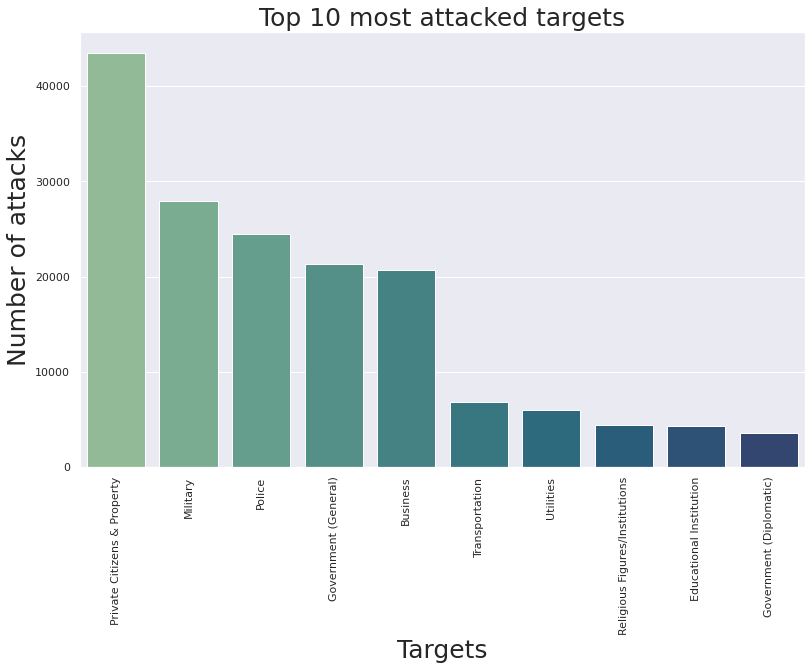 Top 10 most attacked targets
Number of attacks
40000
30000
20000
10000
0
Private Citizens & Property
Military
Police
Government (General)
Business
Transportation
Utilities
Religious Figures/Institutions
Educational Institution
Government (Diplomatic)
Targets